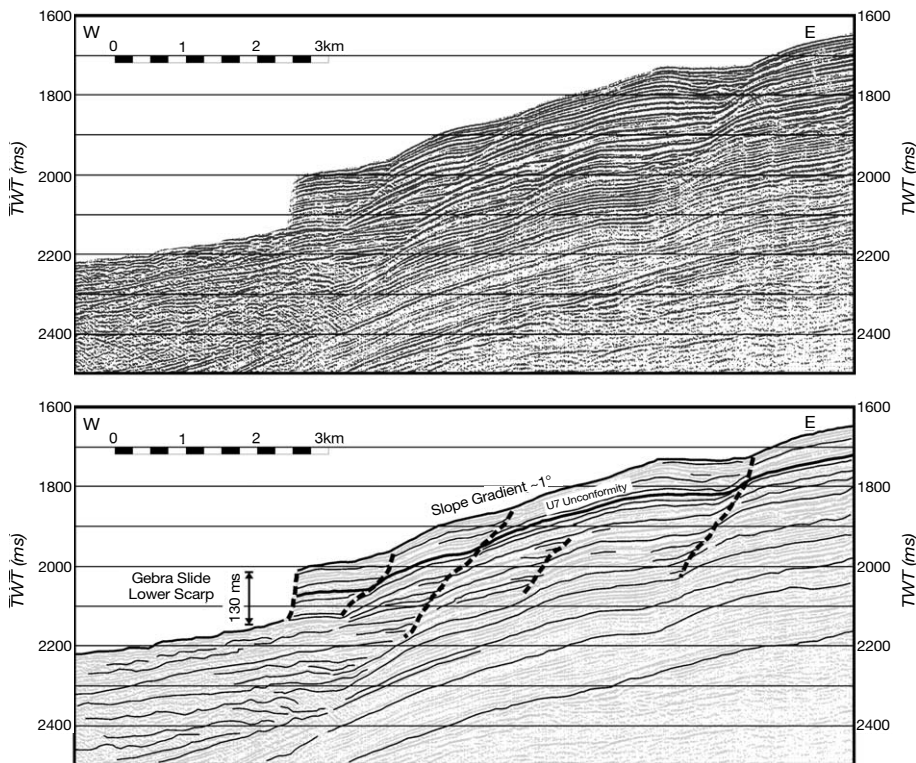 1600
1800
2000
2200
2400
TWT (ms)
W
0 1 2 3km
E
1600
1800
2000
2200
2400
TWT (ms)
1600
1800
2000
2200
2400
TWT (ms)
W
0 1 2 3km
E
Slope Gradient ~1°
U7 Unconformity
Gebra Slide
Lower Scarp
130 ms
1600
1800
2000
2200
2400
TWT (ms)